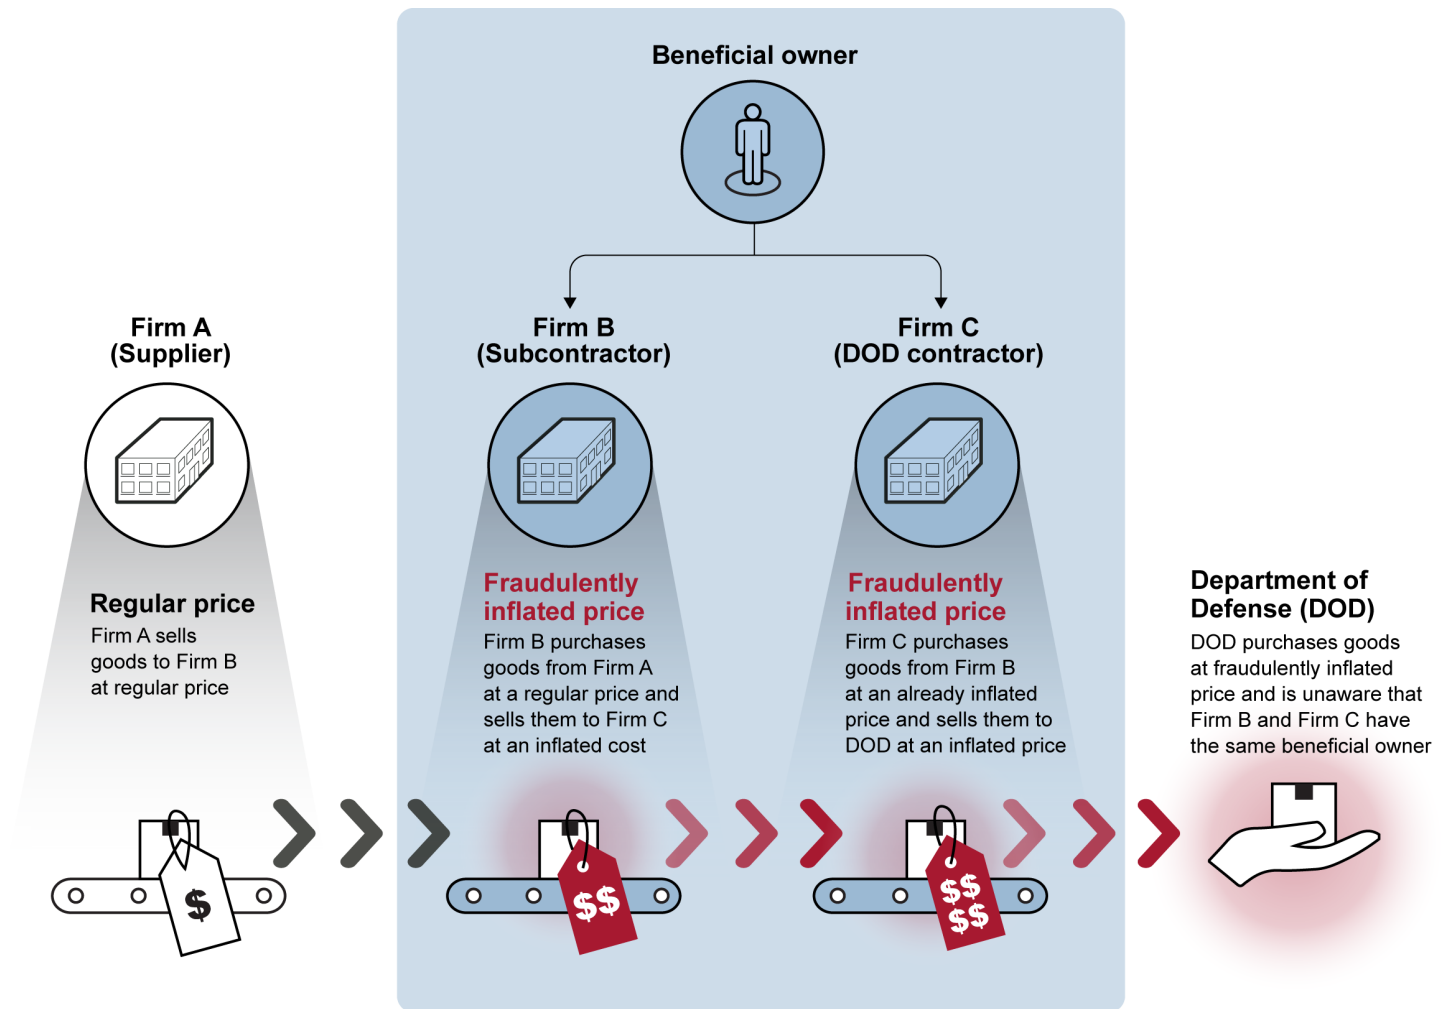 Beneficial owner
Firm A
(Supplier)
Firm B
(Subcontractor)
Firm C
(DOD contractor)
Regular price
Firm A sells
goods to Firm B
at regular price
Fraudulently
inflated price
Firm B purchases
goods from Firm A
at a regular price and
sells them to Firm C
at an inflated cost
Fraudulently
inflated price
Firm C purchases
goods from Firm B
at an already inflated
price and sells them to
DOD at an inflated price
Department of
Defense (DOD)
DOD purchases goods
at fraudulently inflated
price and is unaware that
Firm B and Firm C have
the same beneficial owner
$
$$
$$
$$